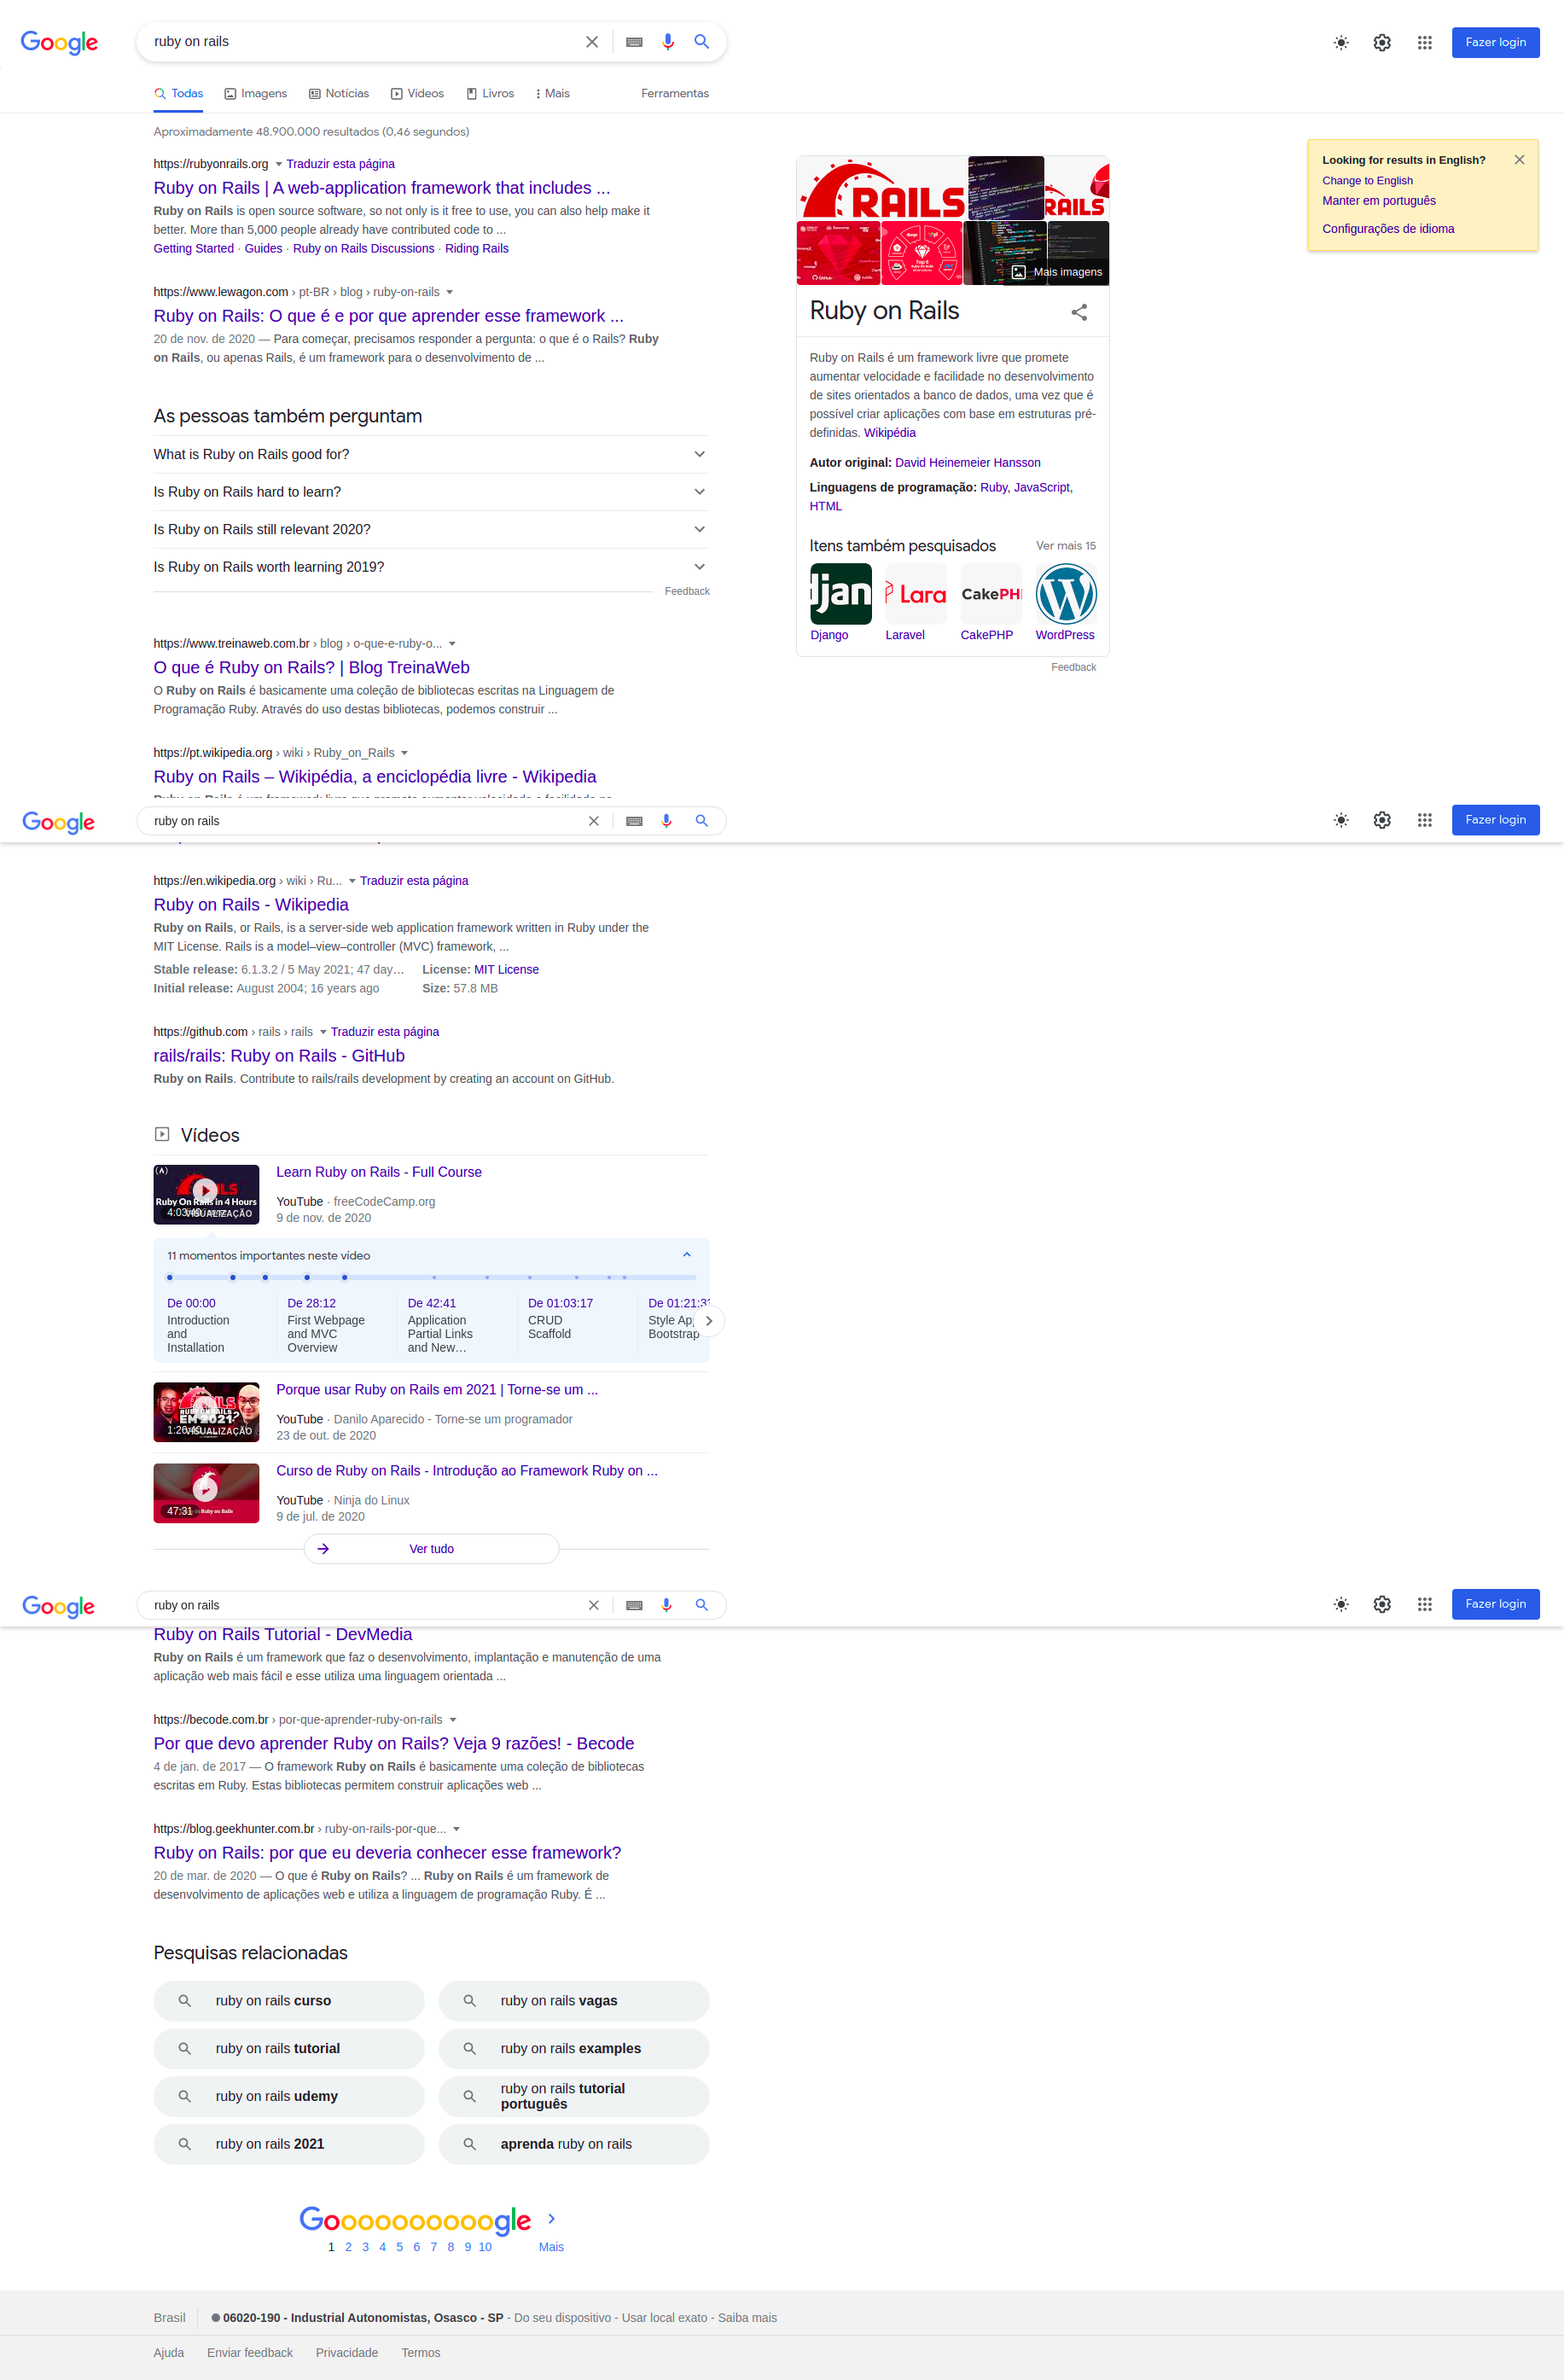 Google
ruby on rails
Fazer login
Todas
Imagens
Notícias
Vídeos
Livros
Mais
Ferramentas
Aproximadamente 48.900.000 resultados (0,46 segundos)
https://rubyonrails.org Traduzir esta página
Ruby on Rails | A web-application framework that includes ...
Ruby on Rails is open source software, so not only is it free to use, you can also help make it
better. More than 5,000 people already have contributed code to ...
Getting Started · Guides · Ruby on Rails Discussions · Riding Rails
https://www.lewagon.com › pt-BR › blog › ruby-on-rails
Ruby on Rails: O que é e por que aprender esse framework ...
20 de nov. de 2020 — Para começar, precisamos responder a pergunta: o que é o Rails? Ruby
on Rails, ou apenas Rails, é um framework para o desenvolvimento de ...
As pessoas também perguntam
What is Ruby on Rails good for?
Is Ruby on Rails hard to learn?
Is Ruby on Rails still relevant 2020?
Is Ruby on Rails worth learning 2019?
Feedback
https://www.treinaweb.com.br › blog › o-que-e-ruby-o...
O que é Ruby on Rails? | Blog TreinaWeb
O Ruby on Rails é basicamente uma coleção de bibliotecas escritas na Linguagem de
Programação Ruby. Através do uso destas bibliotecas, podemos construir ...
https://pt.wikipedia.org › wiki › Ruby_on_Rails
Ruby on Rails – Wikipédia, a enciclopédia livre - Wikipedia
RAILS
RAILS
Mais imagens
Ruby on Rails
Ruby on Rails é um framework livre que promete
aumentar velocidade e facilidade no desenvolvimento
de sites orientados a banco de dados, uma vez que é
possível criar aplicações com base em estruturas pré-
definidas. Wikipédia
Autor original: David Heinemeier Hansson
Linguagens de programação: Ruby, JavaScript,
HTML
Itens também pesquisados
Ver mais 15
Django
Laravel
CakePHP
WordPress
Feedback
Looking for results in English?
Change to English
Manter em português
Configurações de idioma
Google
ruby on rails
Fazer login
https://en.wikipedia.org › wiki › Ru... Traduzir esta página
Ruby on Rails - Wikipedia
Ruby on Rails, or Rails, is a server-side web application framework written in Ruby under the
MIT License. Rails is a model–view–controller (MVC) framework, ...
Stable release: 6.1.3.2 / 5 May 2021; 47 day… License: MIT License
Initial release: August 2004; 16 years ago Size: 57.8 MB
https://github.com › rails › rails Traduzir esta página
rails/rails: Ruby on Rails - GitHub
Ruby on Rails. Contribute to rails/rails development by creating an account on GitHub.
Vídeos
Ruby On Rails in 4 Hours
VISUALIZAÇÃO
Learn Ruby on Rails - Full Course
YouTube · freeCodeCamp.org
9 de nov. de 2020
11 momentos importantes neste vídeo
De 00:00
Introduction
and
Installation
De 28:12
First Webpage
and MVC
Overview
De 42:41
Application
Partial Links
and New…
De 01:03:17
CRUD
Scaffold
De 01:21:3
Style Ap
Bootstrap
EM 2021?
VISUALIZAÇÃO
Porque usar Ruby on Rails em 2021 | Torne-se um ...
YouTube · Danilo Aparecido - Torne-se um programador
23 de out. de 2020
47:31
Curso de Ruby on Rails - Introdução ao Framework Ruby on ...
YouTube · Ninja do Linux
9 de jul. de 2020
Ver tudo
Google
ruby on rails
Fazer login
Ruby on Rails Tutorial - DevMedia
Ruby on Rails é um framework que faz o desenvolvimento, implantação e manutenção de uma
aplicação web mais fácil e esse utiliza uma linguagem orientada ...
https://becode.com.br › por-que-aprender-ruby-on-rails
Por que devo aprender Ruby on Rails? Veja 9 razões! - Becode
4 de jan. de 2017 — O framework Ruby on Rails é basicamente uma coleção de bibliotecas
escritas em Ruby. Estas bibliotecas permitem construir aplicações web ...
https://blog.geekhunter.com.br › ruby-on-rails-por-que...
Ruby on Rails: por que eu deveria conhecer esse framework?
20 de mar. de 2020 — O que é Ruby on Rails? ... Ruby on Rails é um framework de
desenvolvimento de aplicações web e utiliza a linguagem de programação Ruby. É ...
Pesquisas relacionadas
ruby on rails curso
ruby on rails vagas
ruby on rails tutorial
ruby on rails examples
ruby on rails udemy
ruby on rails tutorial
português
ruby on rails 2021
aprenda ruby on rails
Goooooooooogle
1 2 3 4 5 6 7 8 9 10 Mais
Brasil
06020-190 - Industrial Autonomistas, Osasco - SP - Do seu dispositivo - Usar local exato - Saiba mais
Ajuda Enviar feedback Privacidade Termos